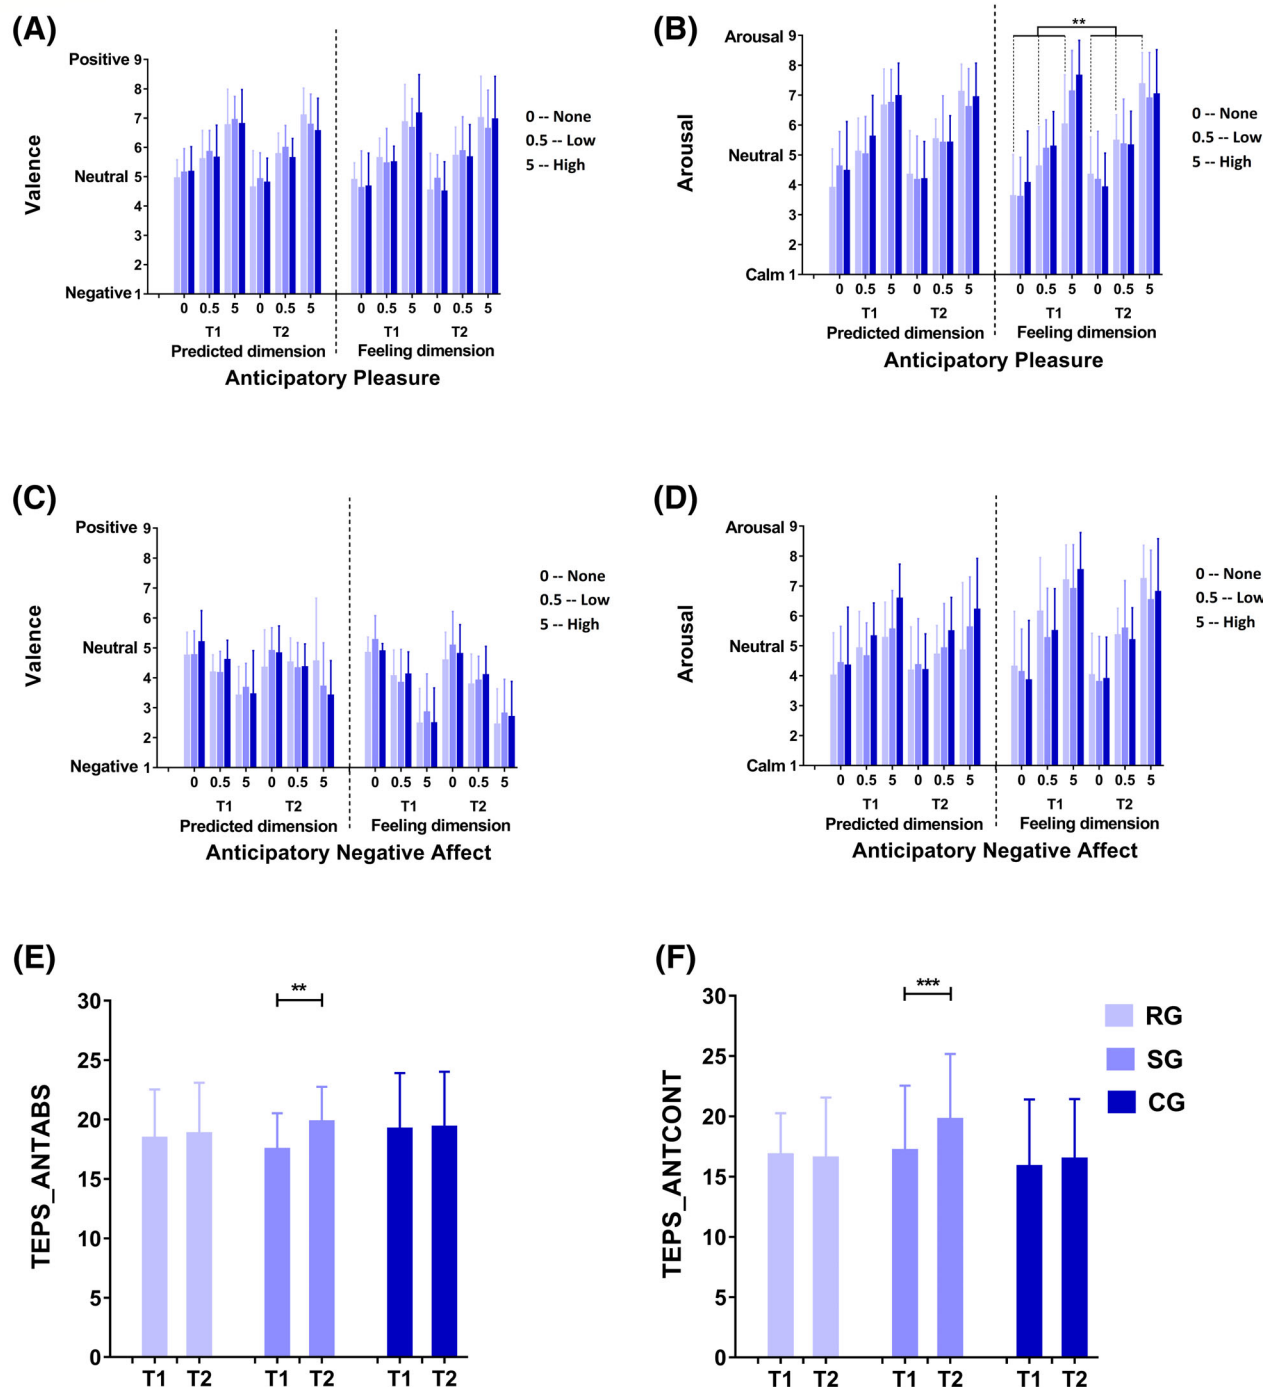 (A)
Positive 9
8
7
6
Neutral 5
4
3
2
Negative 1
Valence
0 0.5 5 0 0.5 5 0 0.5 5 0 0.5 5
T1 T2 T1 T2
Predicted dimension Feeling dimension
Anticipatory Pleasure
0 -- None
0.5 -- Low
5 -- High
(B)
**
Arousal 9
8
7
6
Neutral 5
4
3
2
Calm 1
Arousal
0 0.5 5 0 0.5 5 0 0.5 5 0 0.5 5
T1 T2 T1 T2
Predicted dimension Feeling dimension
Anticipatory Pleasure
0 -- None
0.5 -- Low
5 -- High
(C)
Positive 9
8
7
6
Neutral 5
4
3
2
Negative 1
Valence
0 0.5 5 0 0.5 5 0 0.5 5 0 0.5 5
T1 T2 T1 T2
Predicted dimension Feeling dimension
Anticipatory Negative Affect
0 -- None
0.5 -- Low
5 -- High
(D)
Arousal 9
8
7
6
Neutral 5
4
3
2
Calm 1
Arousal
0 0.5 5 0 0.5 5 0 0.5 5 0 0.5 5
T1 T2 T1 T2
Predicted dimension Feeling dimension
Anticipatory Negative Affect
0 -- None
0.5 -- Low
5 -- High
(E)
**
30
25
20
15
10
5
0
TEPS_ANTABS
T1 T2 T1 T2 T1 T2
(F)
***
30
25
20
15
10
5
0
TEPS_ANTCONT
T1 T2 T1 T2 T1 T2
RG
SG
CG